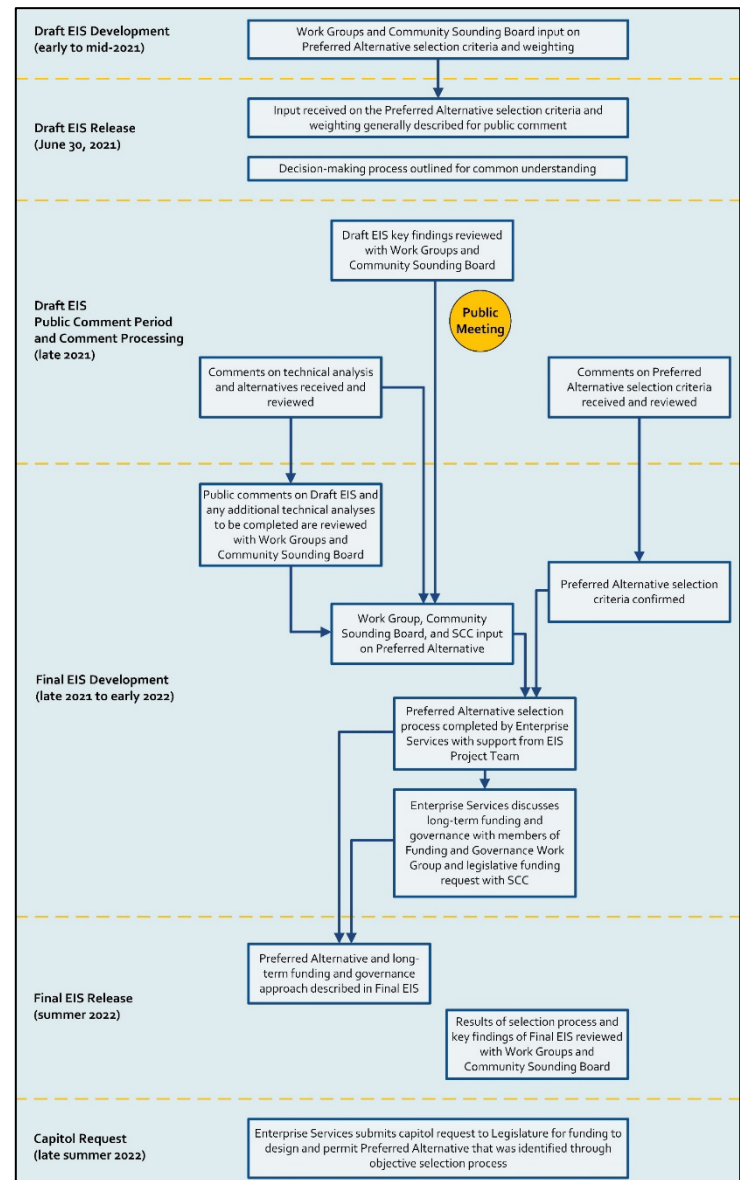 Draft EIS Development
(early to mid-2021)
Work Groups and Community Sounding Board input on
Preferred Alternative selection criteria and weighting
Draft EIS Release
(June 30, 2021)
Input received on the Preferred Alternative selection criteria and
weighting generally described for public comment
Decision-making process outlined for common understanding
Draft EIS key findings reviewed
with Work Groups and
Community Sounding Board
Public
Meeting
Draft EIS
Public Comment Period
and Comment Processing
(late 2021)
Comments on technical analysis
and alternatives received and
reviewed
Comments on Preferred
Alternative selection criteria
received and reviewed
Public comments on Draft EIS and
any additional technical analyses
to be completed are reviewed
with Work Groups and
Community Sounding Board
Preferred Alternative selection
criteria confirmed
Work Group, Community
Sounding Board, and SCC input
on Preferred Alternative
Final EIS Development
(late 2021 to early 2022)
Preferred Alternative selection
process completed by Enterprise
Services with support from EIS
Project Team
Enterprise Services discusses
long-term funding and
governance with members of
Funding and Governance Work
Group and legislative funding
request with SCC
Final EIS Release
(summer 2022)
Preferred Alternative and long-
term funding and governance
approach described in Final EIS
Results of selection process and
key findings of Final EIS reviewed
with Work Groups and
Community Sounding Board
Capitol Request
(late summer 2022)
Enterprise Services submits capitol request to Legislature for funding to
design and permit Preferred Alternative that was identified through
objective selection process